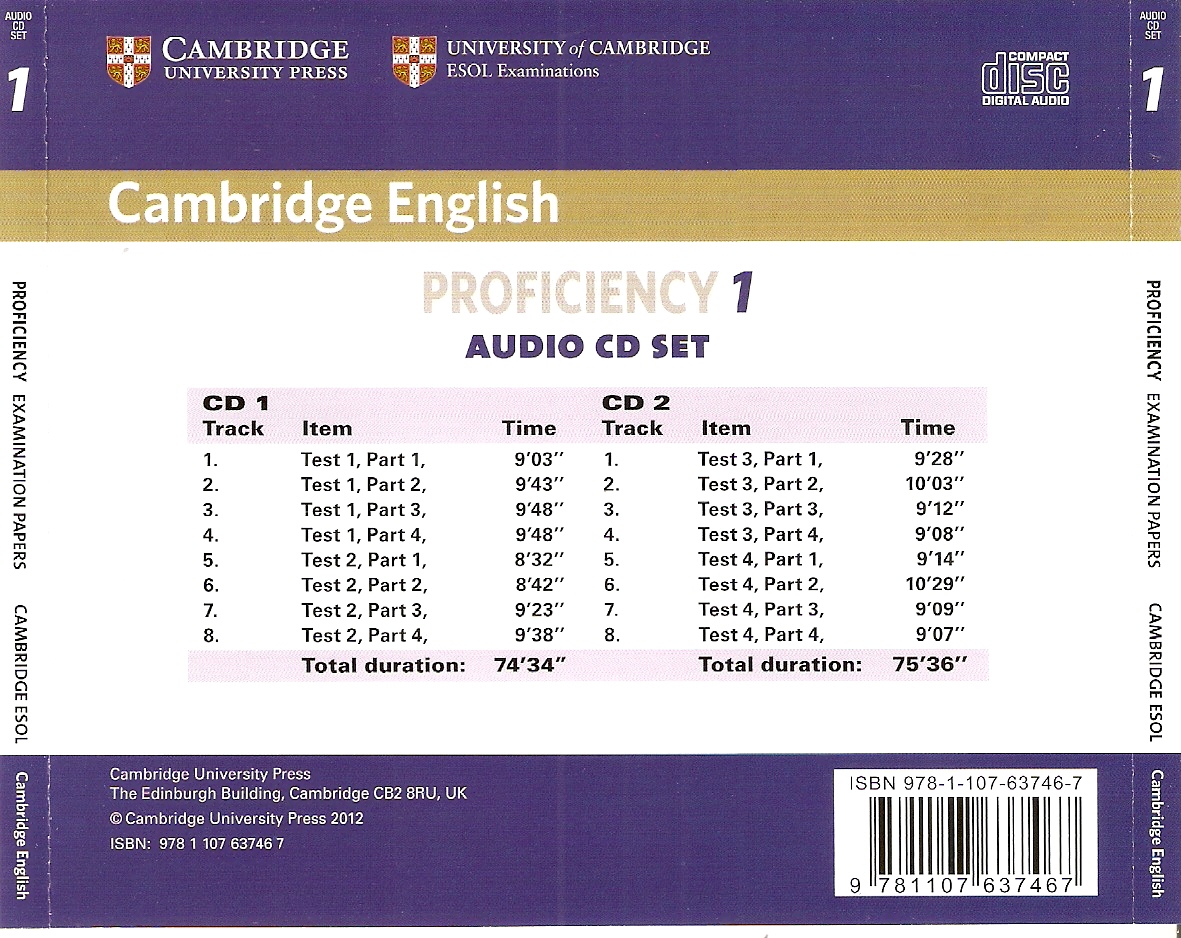 AUDIO
CD
SET
1
PROFICIENCY EXAMINATION PAPERS
CAMBRIDGE ESOL
Cambridge English
CAMBRIDGE
UNIVERSITY PRESS
UNIVERSITY of CAMBRIDGE
ESOL Examinations
COMPACT
disc
DIGITAL AUDIO
Cambridge English
PROFICIENCY 1
AUDIO CD SET
CD 1 CD 2
Track Item Time Track Item Time
1. Test 1, Part 1, 9′03″ 1. Test 3, Part 1, 9′28″
2. Test 1, Part 2, 9′43″ 2. Test 3, Part 2, 10′03″
3. Test 1, Part 3, 9′48″ 3. Test 3, Part 3, 9′12″
4. Test 1, Part 4, 9′48″ 4. Test 3, Part 4, 9′08″
5. Test 2, Part 1, 8′32″ 5. Test 4, Part 1, 9′14″
6. Test 2, Part 2, 8′42″ 6. Test 4, Part 2, 10′29″
7. Test 2, Part 3, 9′23″ 7. Test 4, Part 3, 9′09″
8. Test 2, Part 4, 9′38″ 8. Test 4, Part 4, 9′07″
Total duration: 74′34″ Total duration: 75′36″
Cambridge University Press
The Edinburgh Building, Cambridge CB2 8RU, UK
© Cambridge University Press 2012
ISBN: 978 1 107 63746 7
ISBN 978-1-107-63746-7
9 781107 637467
AUDIO
CD
SET
1
PROFICIENCY EXAMINATION PAPERS
CAMBRIDGE ESOL
Cambridge English